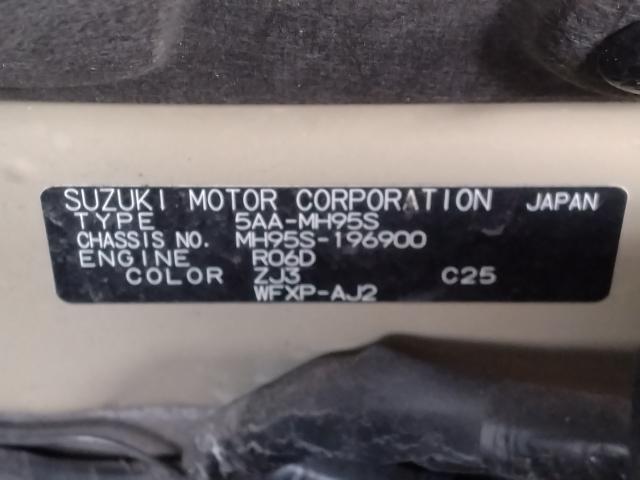 SUZUKI MOTOR CORPORATION JAPAN
TYPE 5AA-MH95S
CHASSIS NO. MH95S-196900
ENGINE R06D
COLOR ZJ3 C25
WFXP-AJ2